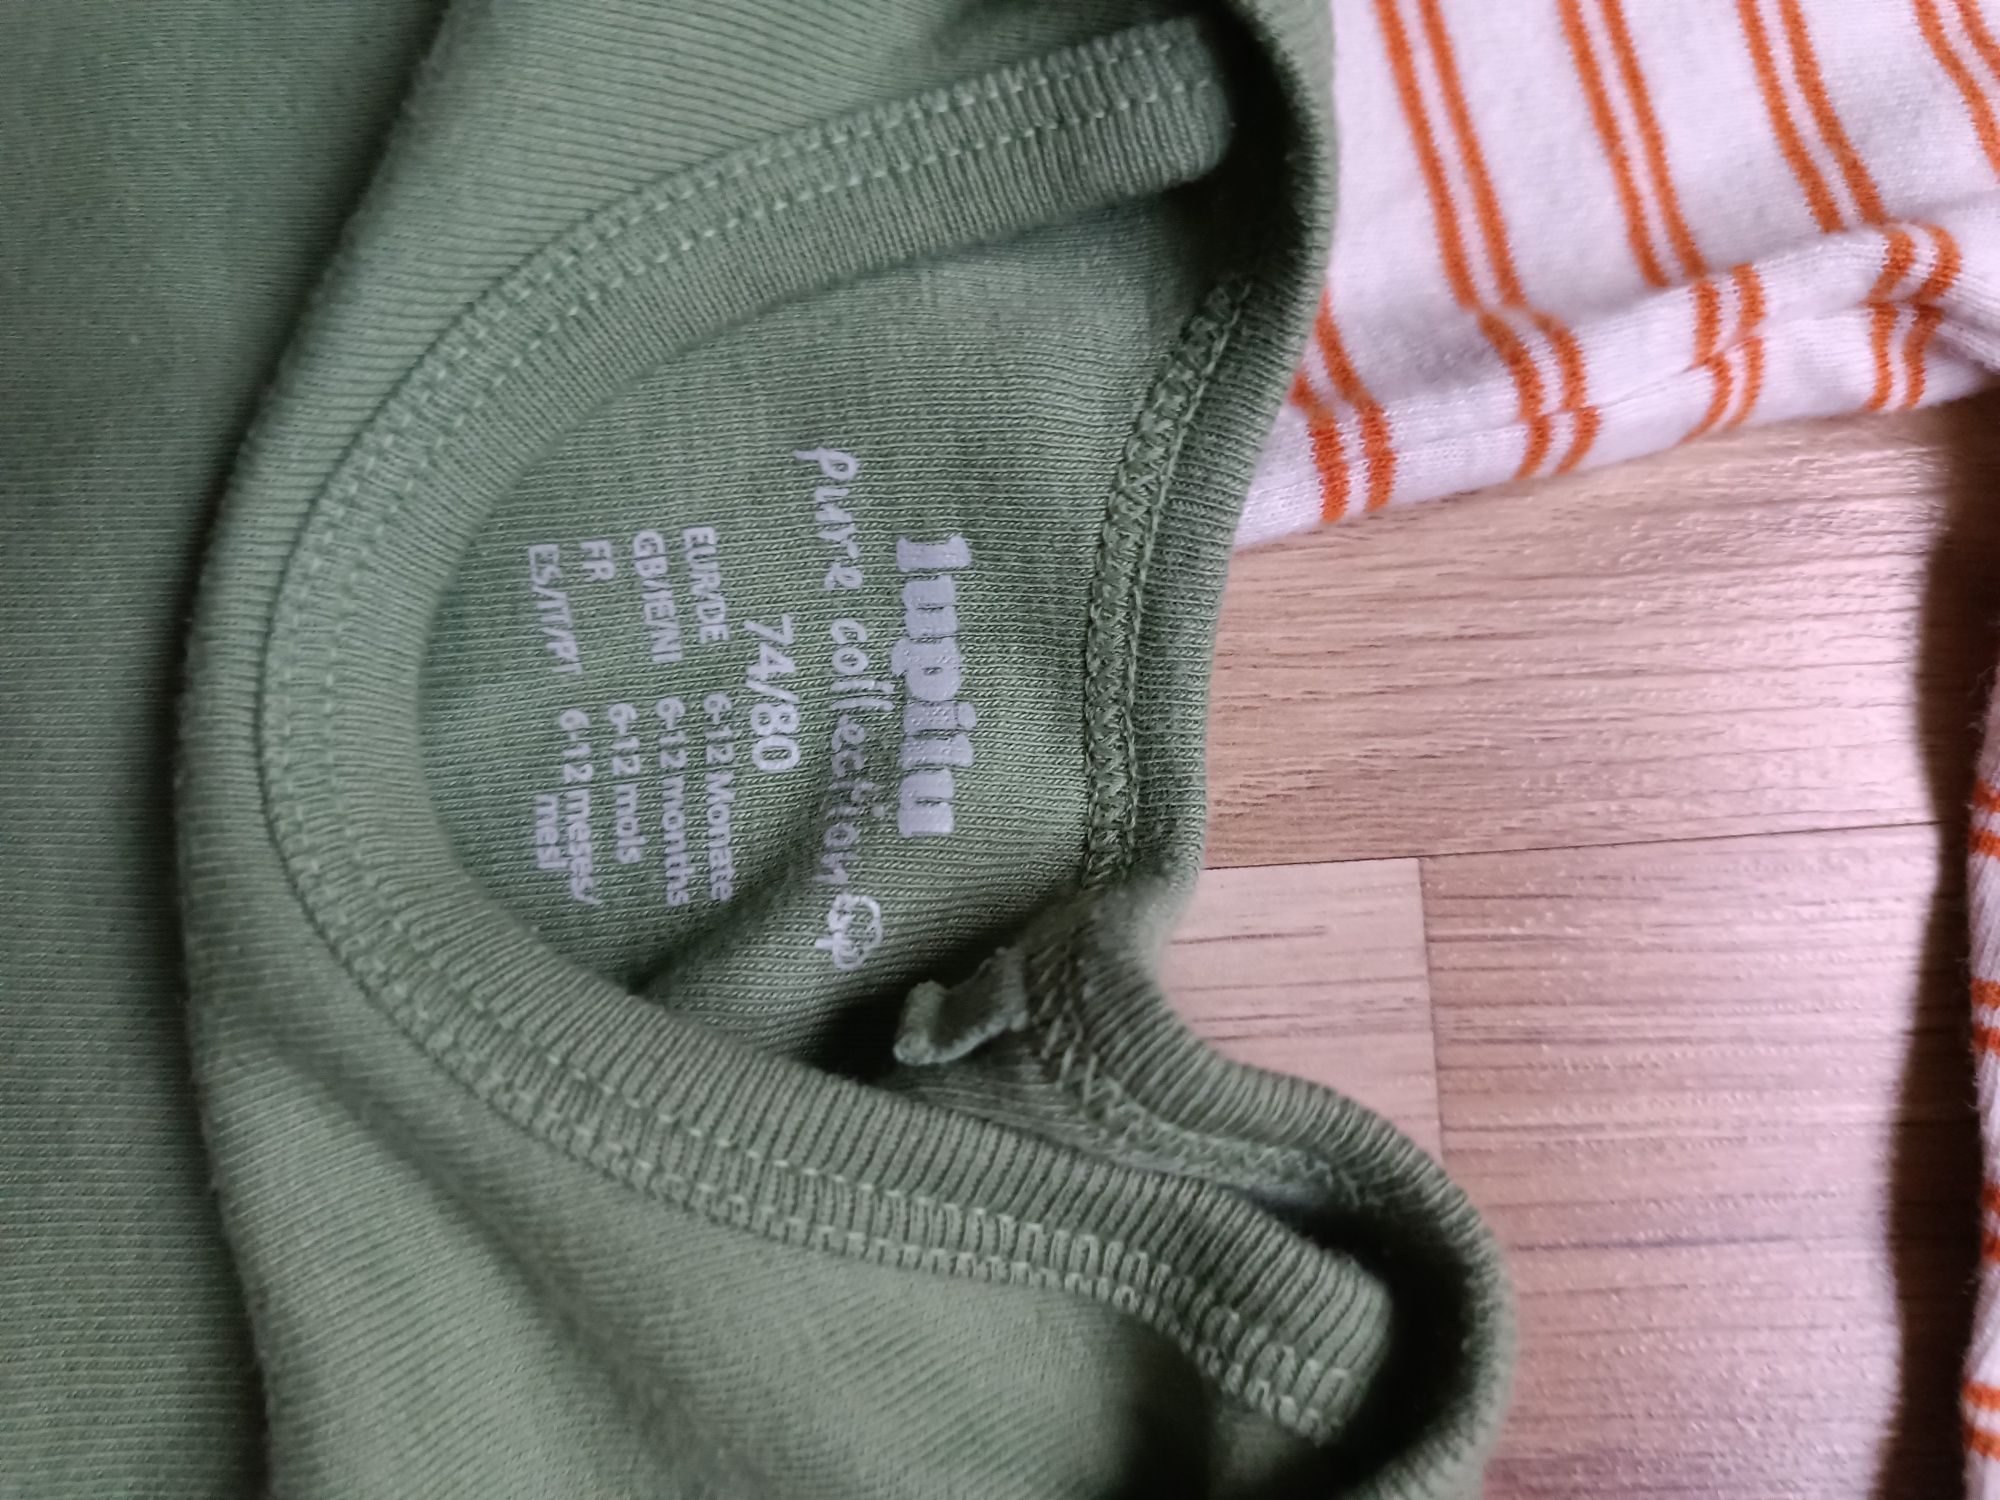 lupilu
pure collection
74/80
EUR/DE 6-12 Monate
GB/IE/NI 6-12 months
FR 6-12 mois
ES/IT/PT 6-12 meses/
mesi